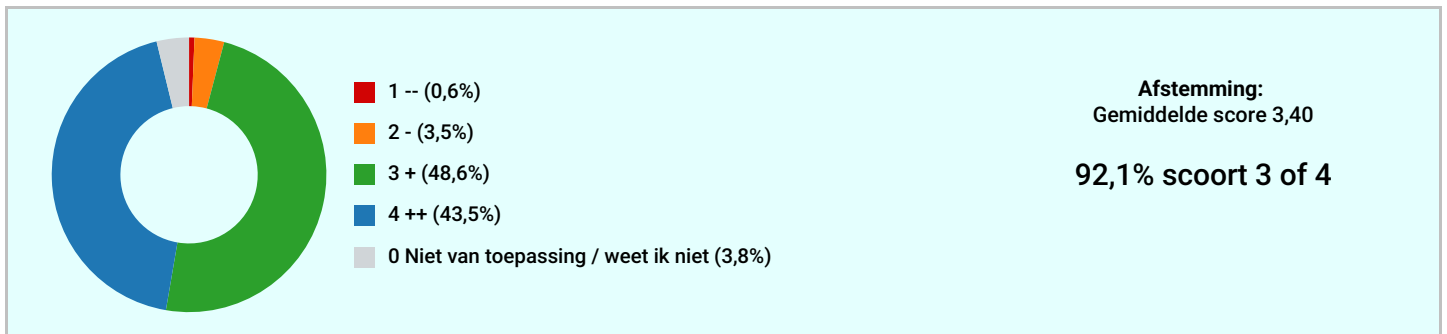 1 -- (0,6%)
2 - (3,5%)
3 + (48,6%)
4 ++ (43,5%)
0 Niet van toepassing / weet ik niet (3,8%)
Afstemming:
Gemiddelde score 3,40
92,1% scoort 3 of 4